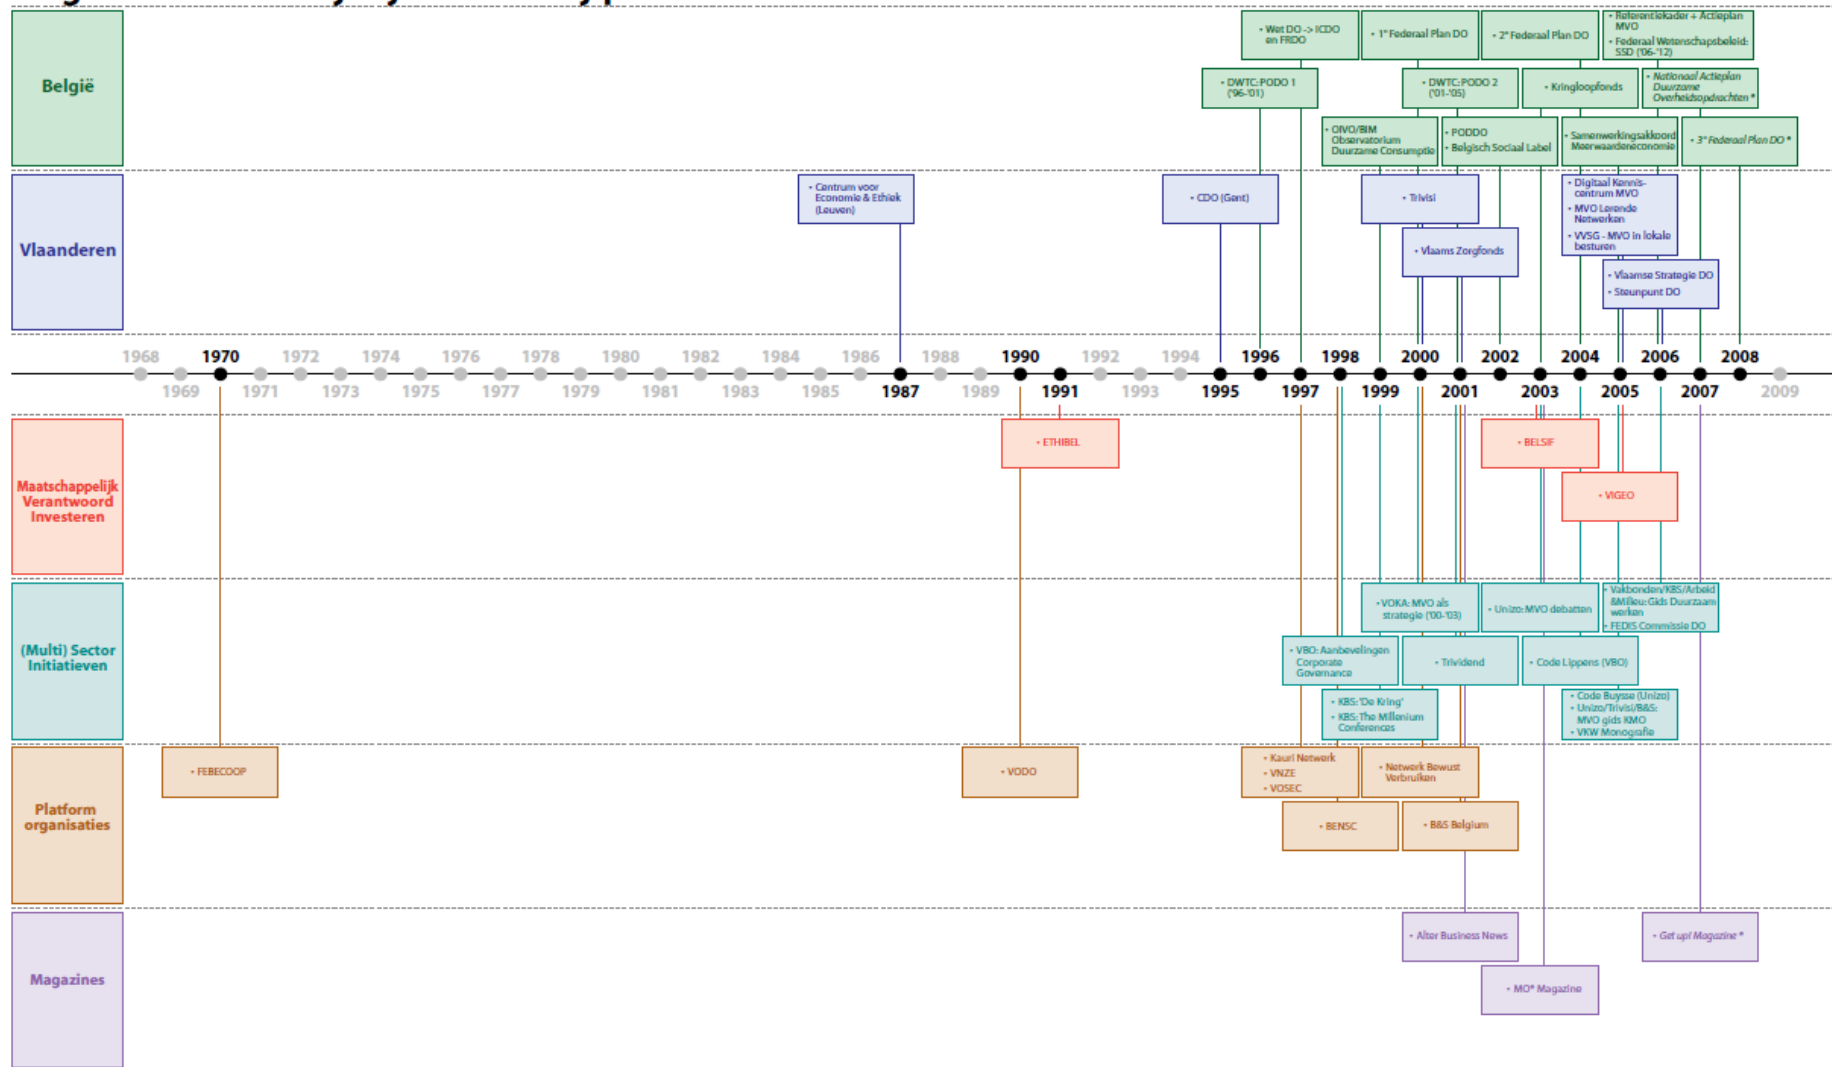 België
• Wet DO -> ICDO
en FRDO
• 1° Federaal Plan DO
• 2° Federaal Plan DO
• Referentiekader + Actieplan
MVO
• Federaal Wetenschapsbeleid:
SSD ('06-'12)
• DWTC: PODO 1
('96-'01)
• DWTC: PODO 2
('01-'05)
• Kringloopfonds
• Nationaal Actieplan
Duurzame
Overheidsopdrachten *
• OIVO/BIM
Observatorium
Duurzame Consumptie
• PODDO
• Belgisch Sociaal Label
• Samenwerkingsakkoord
Meerwaardeneconomie
• 3° Federaal Plan DO *
Vlaanderen
• Centrum voor
Economie & Ethiek
(Leuven)
• CDO (Gent)
• Trivisi
• Digitaal Kennis-
centrum MVO
• MVO Lerende
Netwerken
• VVSG - MVO in lokale
besturen
• Vlaams Zorgfonds
• Vlaamse Strategie DO
• Steunpunt DO
1968 1970 1972 1974 1976 1978 1980 1982 1984 1986 1988 1990 1992 1994 1996 1998 2000 2002 2004 2006 2008
1969 1971 1973 1975 1977 1979 1981 1983 1985 1987 1989 1991 1993 1995 1997 1999 2001 2003 2005 2007 2009
Maatschappelijk
Verantwoord
Investeren
• ETHIBEL
• BELSIF
• VIGEO
(Multi) Sector
Initiatieven
• VOKA: MVO als
strategie ('00-'03)
• Unizo: MVO debatten
• Vakbonden/KBS/Arbeid
&Milieu: Gids Duurzaam
werken
• FEDIS Commissie DO
• VBO: Aanbevelingen
Corporate
Governance
• Trividend
• Code Lippens (VBO)
• KBS: 'De Kring'
• KBS: The Millenium
Conferences
• Code Buysse (Unizo)
• Unizo/Trivisi/B&S:
MVO gids KMO
• VKW Monografie
Platform
organisaties
• FEBECOOP
• VODO
• Kauri Netwerk
• VNZE
• VOSEC
• Netwerk Bewust
Verbruiken
• BENSC
• B&S Belgium
Magazines
• Alter Business News
• Get up! Magazine *
• MO* Magazine